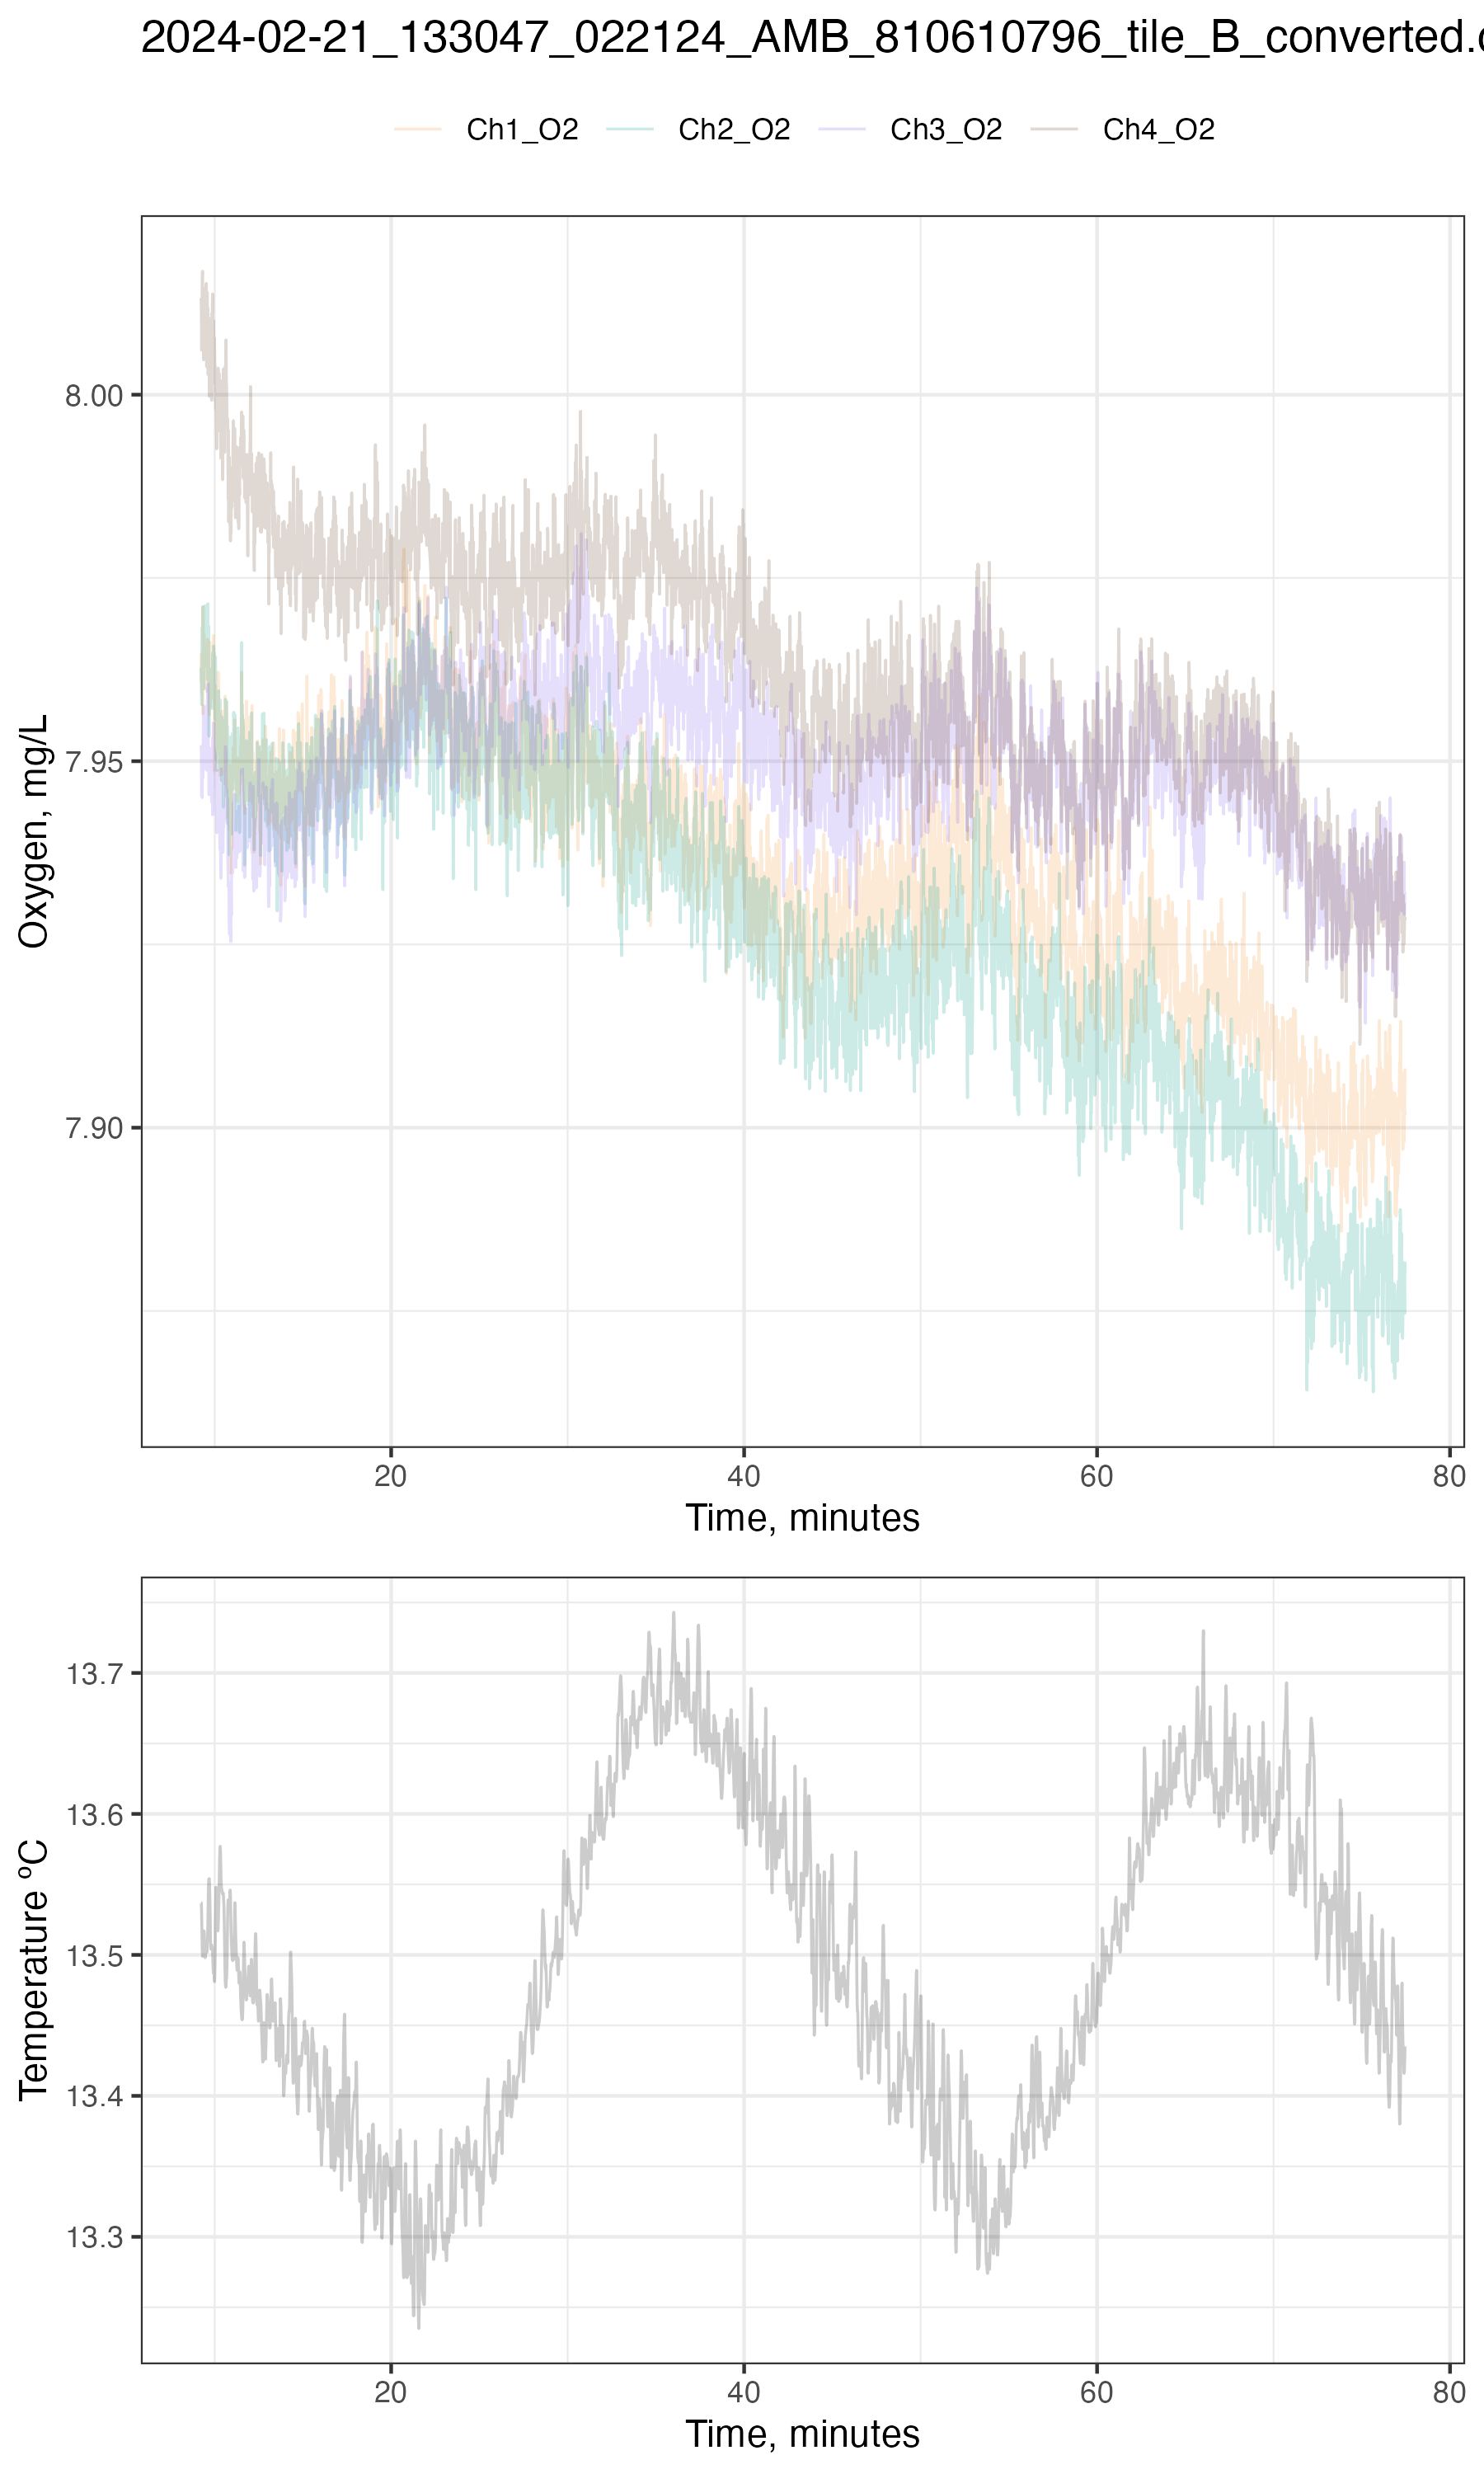 2024-02-21_133047_022124_AMB_810610796_tile_B_converted.
Ch1_O2 Ch2_O2 Ch3_O2 Ch4_O2
Oxygen, mg/L
8.00
7.95
7.90
20 40 60 80
Time, minutes
Temperature ºC
13.7
13.6
13.5
13.4
13.3
20 40 60 80
Time, minutes